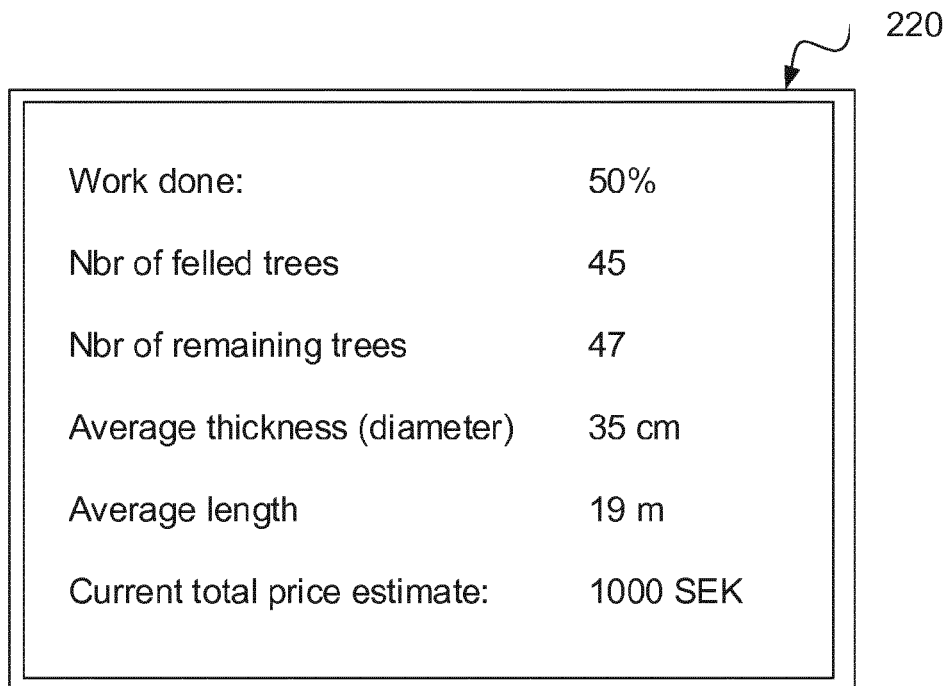 220
Work done: 50%
Nbr of felled trees 45
Nbr of remaining trees 47
Average thickness (diameter) 35 cm
Average length 19 m
Current total price estimate: 1000 SEK